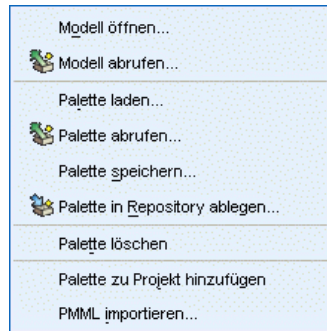 Modell öffnen...
Modell abrufen...
Palette laden...
Palette abrufen...
Palette speichern...
Palette in Repository ablegen...
Palette löschen
Palette zu Projekt hinzufügen
PMML importieren...